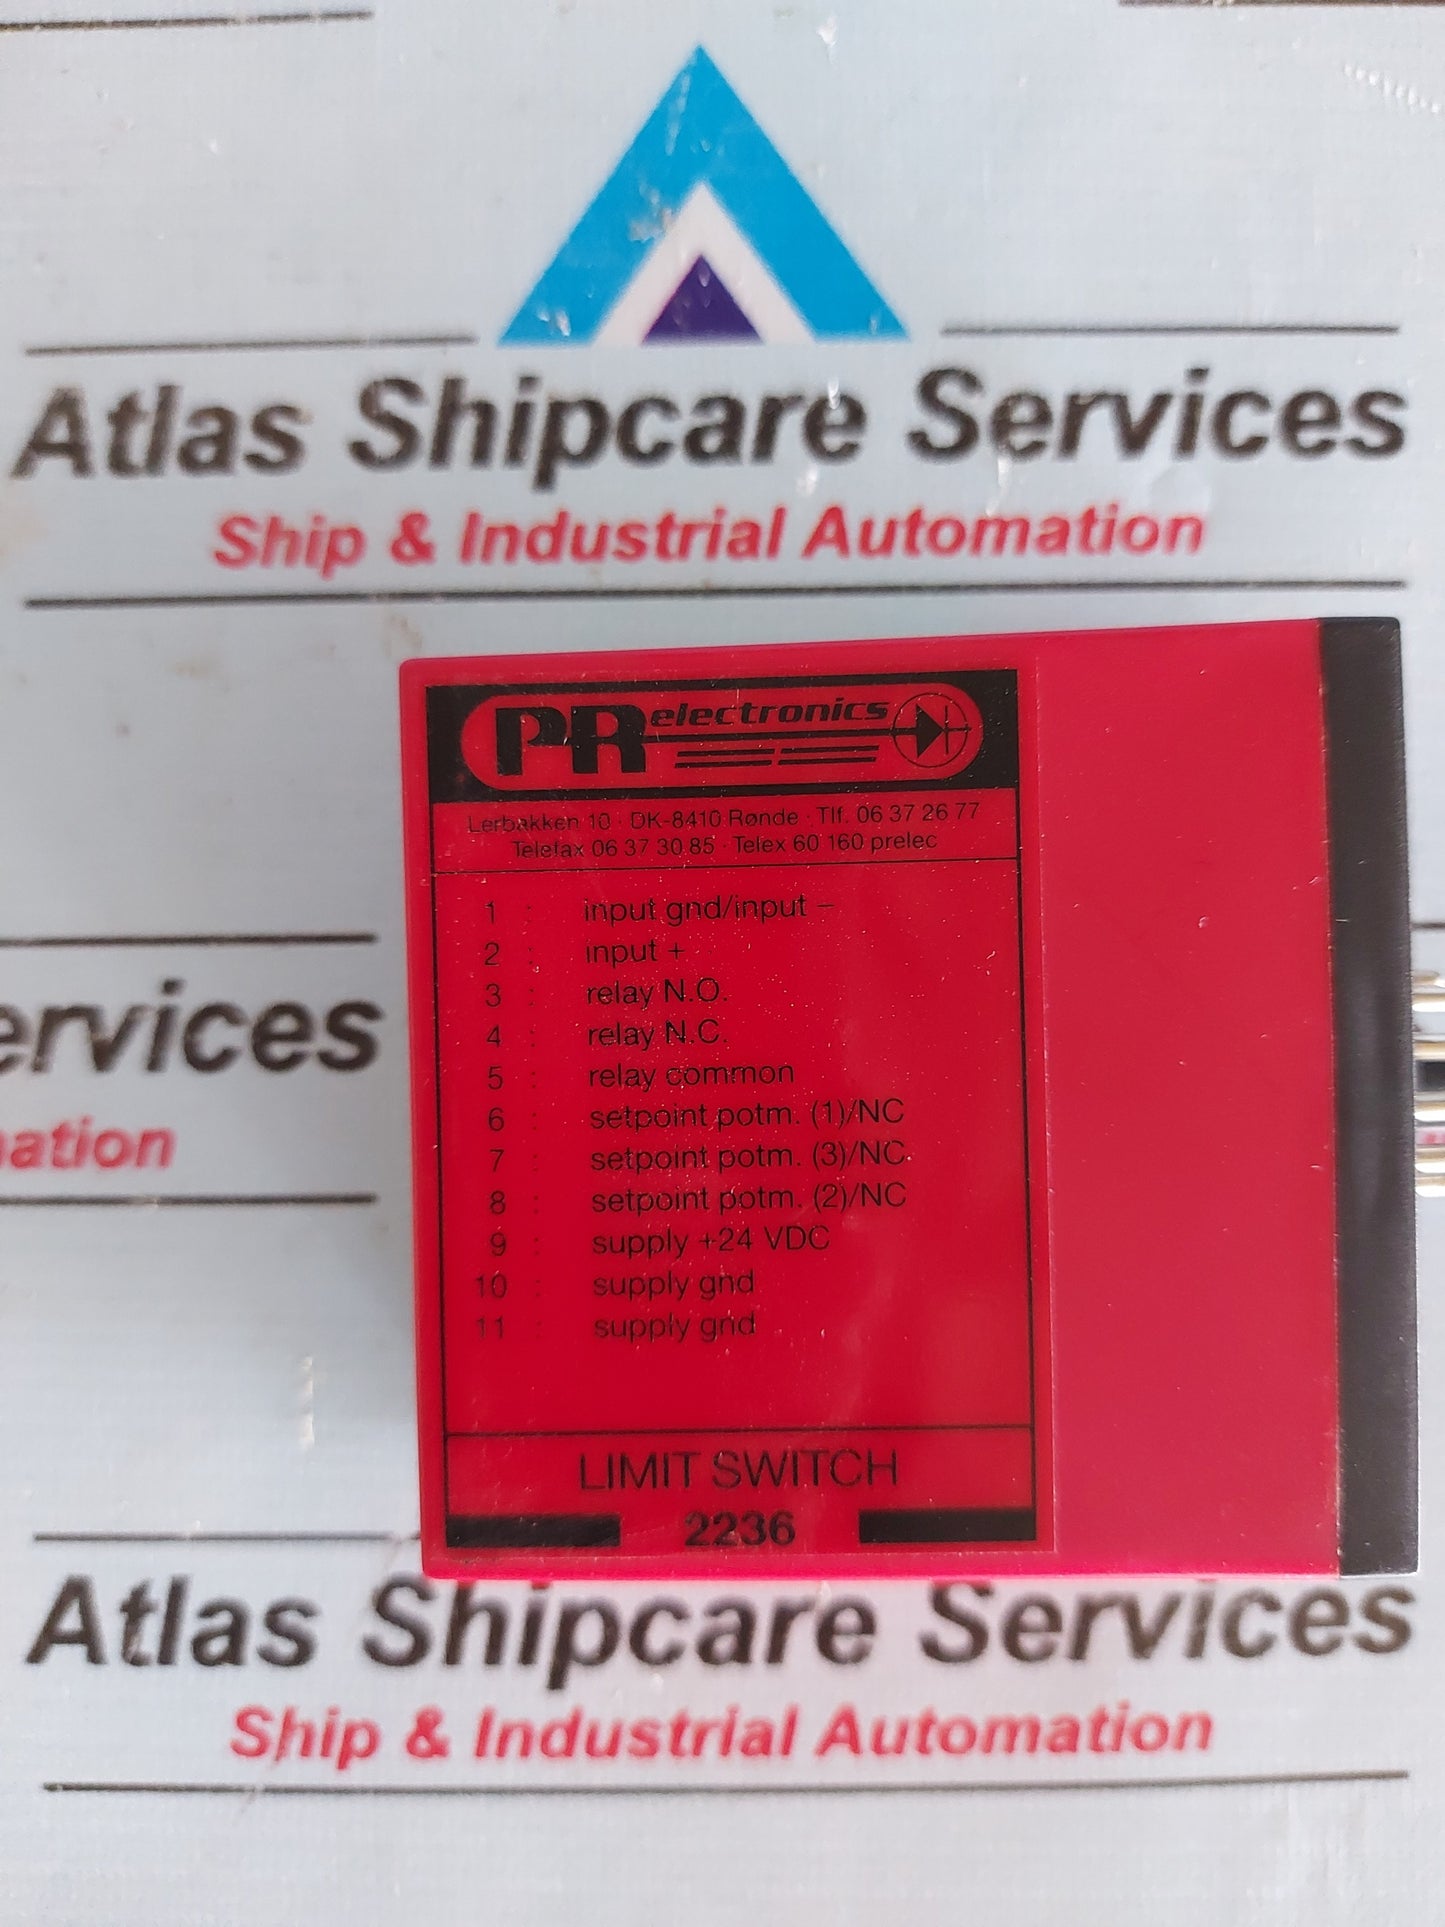 Atlas Shipcare Services
Ship & Industrial Automation
PR electronics
Lerbakken 10 · DK-8410 Rønde · Tlf. 06 37 26 77
Telefax 06 37 30 85 · Telex 60 160 prelec
1 : input gnd/input −
2 : input +
3 : relay N.O.
4 : relay N.C.
5 : relay common
6 : setpoint potm. (1)/NC
7 : setpoint potm. (3)/NC
8 : setpoint potm. (2)/NC
9 : supply +24 VDC
10 : supply gnd
11 : supply gnd
LIMIT SWITCH
2236
ervices
ation
Atlas Shipcare Services
Ship & Industrial Automation